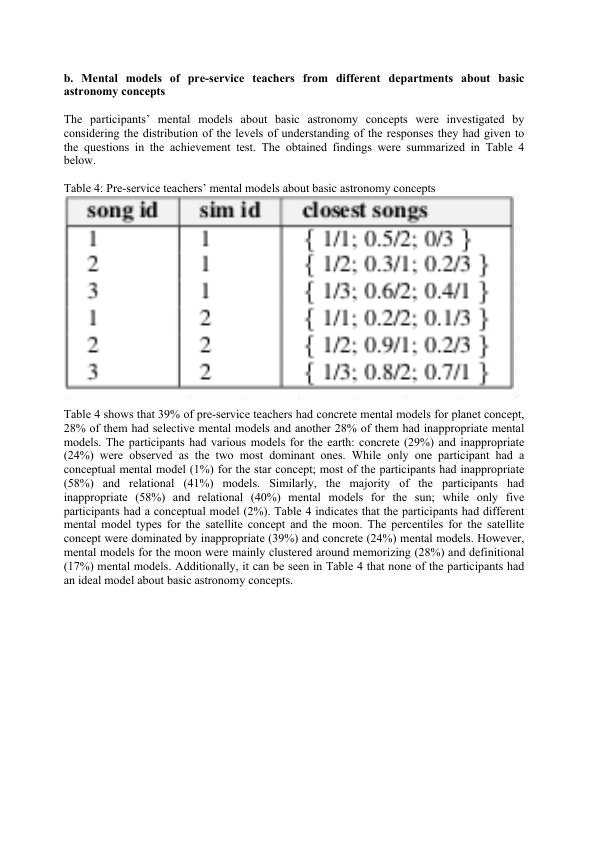 b. Mental models of pre-service teachers from different departments about basic
astronomy concepts
The participants' mental models about basic astronomy concepts were investigated by
considering the distribution of the levels of understanding of the responses they had given to
the questions in the achievement test. The obtained findings were summarized in Table 4
below.
Table 4: Pre-service teachers' mental models about basic astronomy concepts
song id sim id closest songs
1 1 { 1/1; 0.5/2; 0/3 }
2 1 { 1/2; 0.3/1; 0.2/3 }
3 1 { 1/3; 0.6/2; 0.4/1 }
1 2 { 1/1; 0.2/2; 0.1/3 }
2 2 { 1/2; 0.9/1; 0.2/3 }
3 2 { 1/3; 0.8/2; 0.7/1 }
Table 4 shows that 39% of pre-service teachers had concrete mental models for planet concept,
28% of them had selective mental models and another 28% of them had inappropriate mental
models. The participants had various models for the earth: concrete (29%) and inappropriate
(24%) were observed as the two most dominant ones. While only one participant had a
conceptual mental model (1%) for the star concept; most of the participants had inappropriate
(58%) and relational (41%) models. Similarly, the majority of the participants had
inappropriate (58%) and relational (40%) mental models for the sun; while only five
participants had a conceptual model (2%). Table 4 indicates that the participants had different
mental model types for the satellite concept and the moon. The percentiles for the satellite
concept were dominated by inappropriate (39%) and concrete (24%) mental models. However,
mental models for the moon were mainly clustered around memorizing (28%) and definitional
(17%) mental models. Additionally, it can be seen in Table 4 that none of the participants had
an ideal model about basic astronomy concepts.